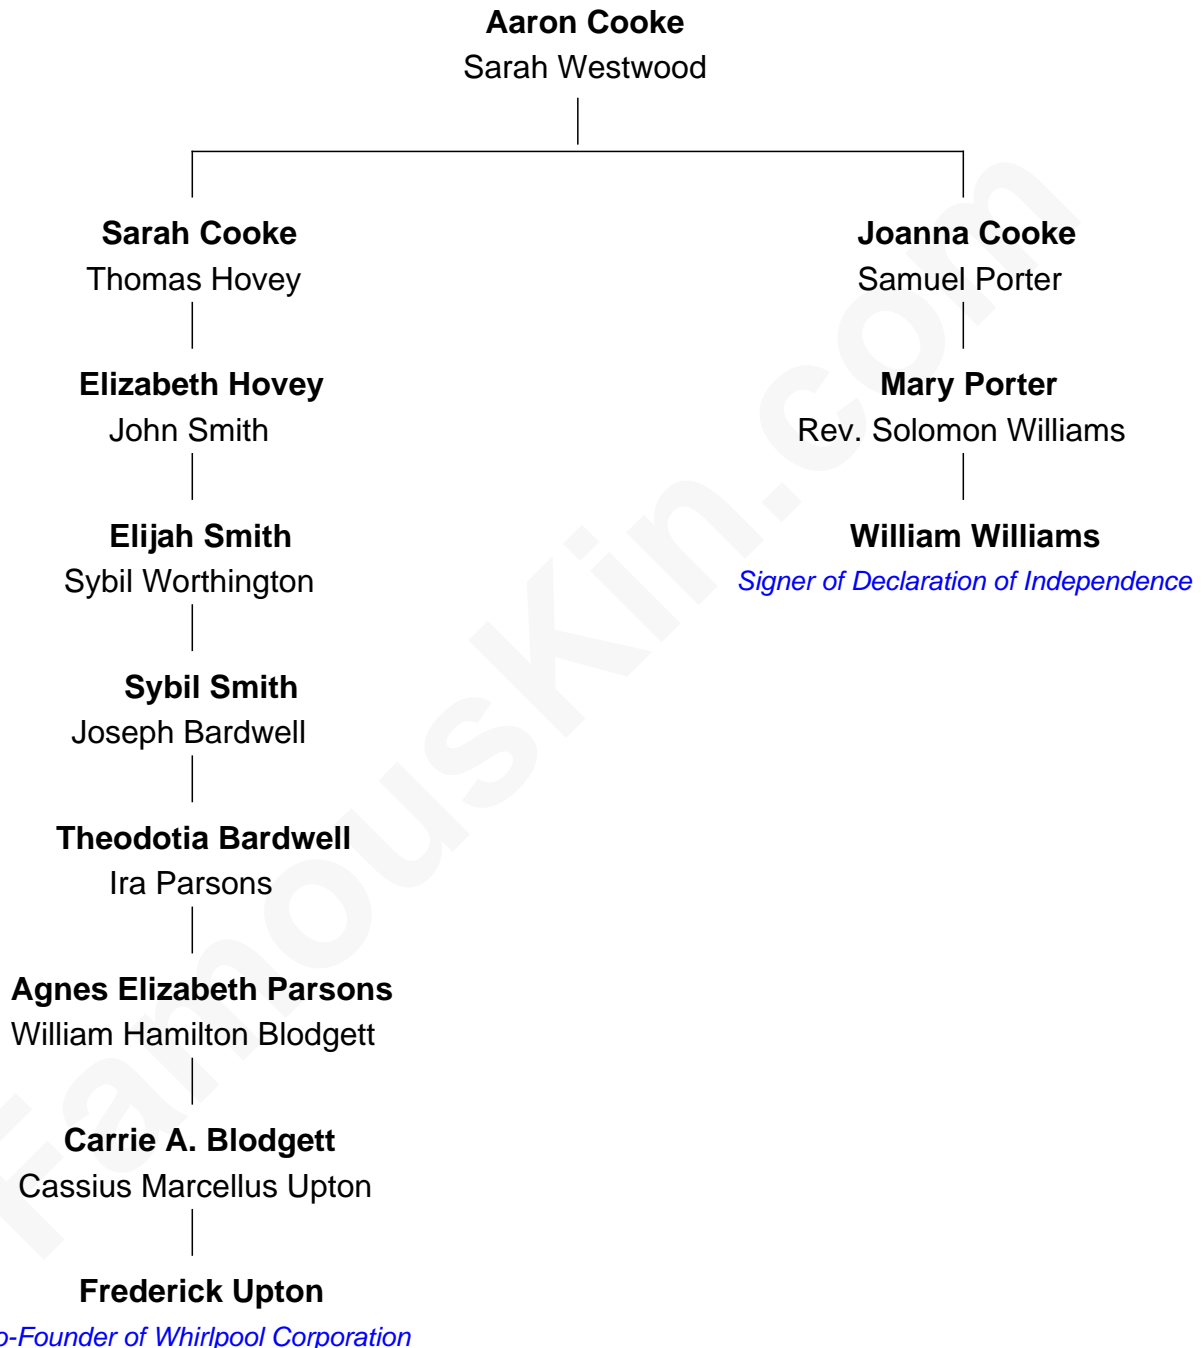 Aaron Cooke
Sarah Westwood
Sarah Cooke
Thomas Hovey
Joanna Cooke
Samuel Porter
Elizabeth Hovey
John Smith
Mary Porter
Rev. Solomon Williams
Elijah Smith
Sybil Worthington
William Williams
Signer of Declaration of Independence
Sybil Smith
Joseph Bardwell
Theodotia Bardwell
Ira Parsons
Agnes Elizabeth Parsons
William Hamilton Blodgett
Carrie A. Blodgett
Cassius Marcellus Upton
Frederick Upton
o-Founder of Whirlpool Corporation
FamousKin.com